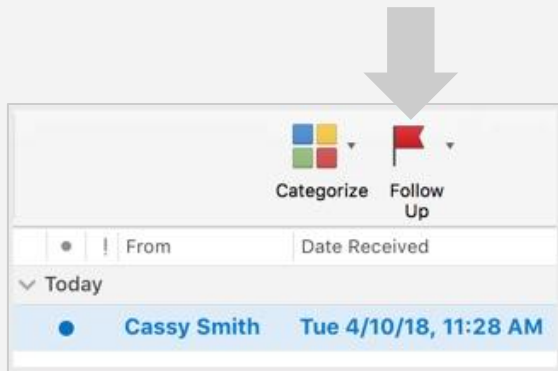 Categorize Follow
Up
! From Date Received
Today
Cassy Smith Tue 4/10/18, 11:28 AM